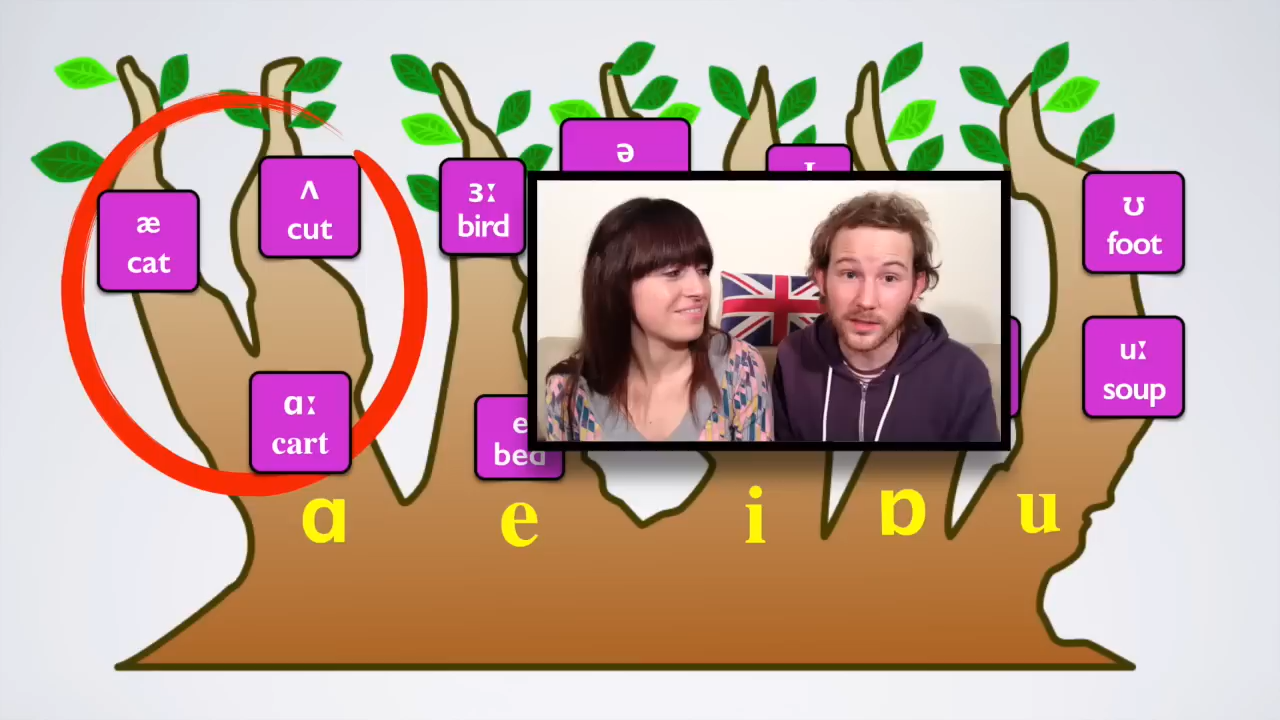 æ
cat
ʌ
cut
ɑː
cart
ɜː
bird
ə
e
bed
ʊ
foot
uː
soup
ɑ
e
i
ɒ
u